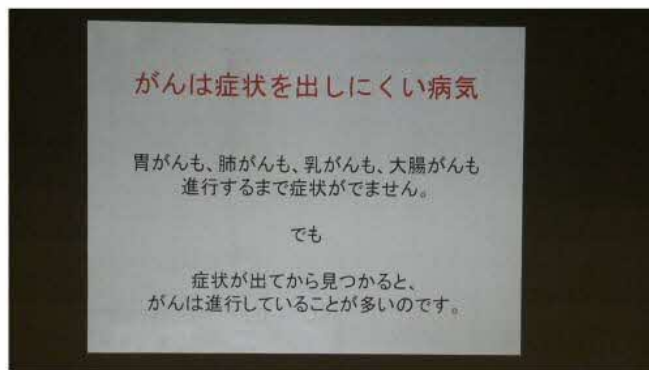 がんは症状を出しにくい病気
胃がんも、肺がんも、乳がんも、大腸がんも
進行するまで症状がでません。
でも
症状が出てから見つかると、
がんは進行していることが多いのです。